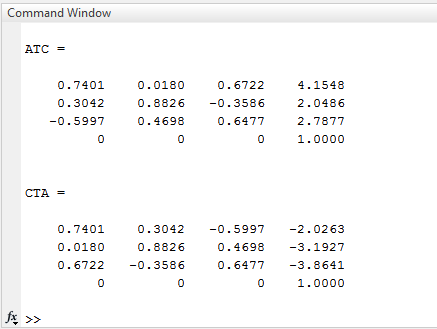 Command Window
ATC =
0.7401 0.0180 0.6722 4.1548
0.3042 0.8826 -0.3586 2.0486
-0.5997 0.4698 0.6477 2.7877
0 0 0 1.0000
CTA =
0.7401 0.3042 -0.5997 -2.0263
0.0180 0.8826 0.4698 -3.1927
0.6722 -0.3586 0.6477 -3.8641
0 0 0 1.0000
fx >>